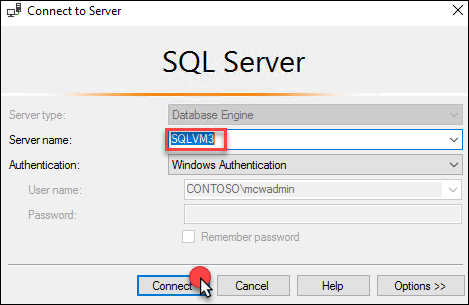 Connect to Server
SQL Server
Server type: Database Engine
Server name: SQLVM3
Authentication: Windows Authentication
User name: CONTOSO\mcwadmin
Password:
Remember password
Connect Cancel Help Options >>